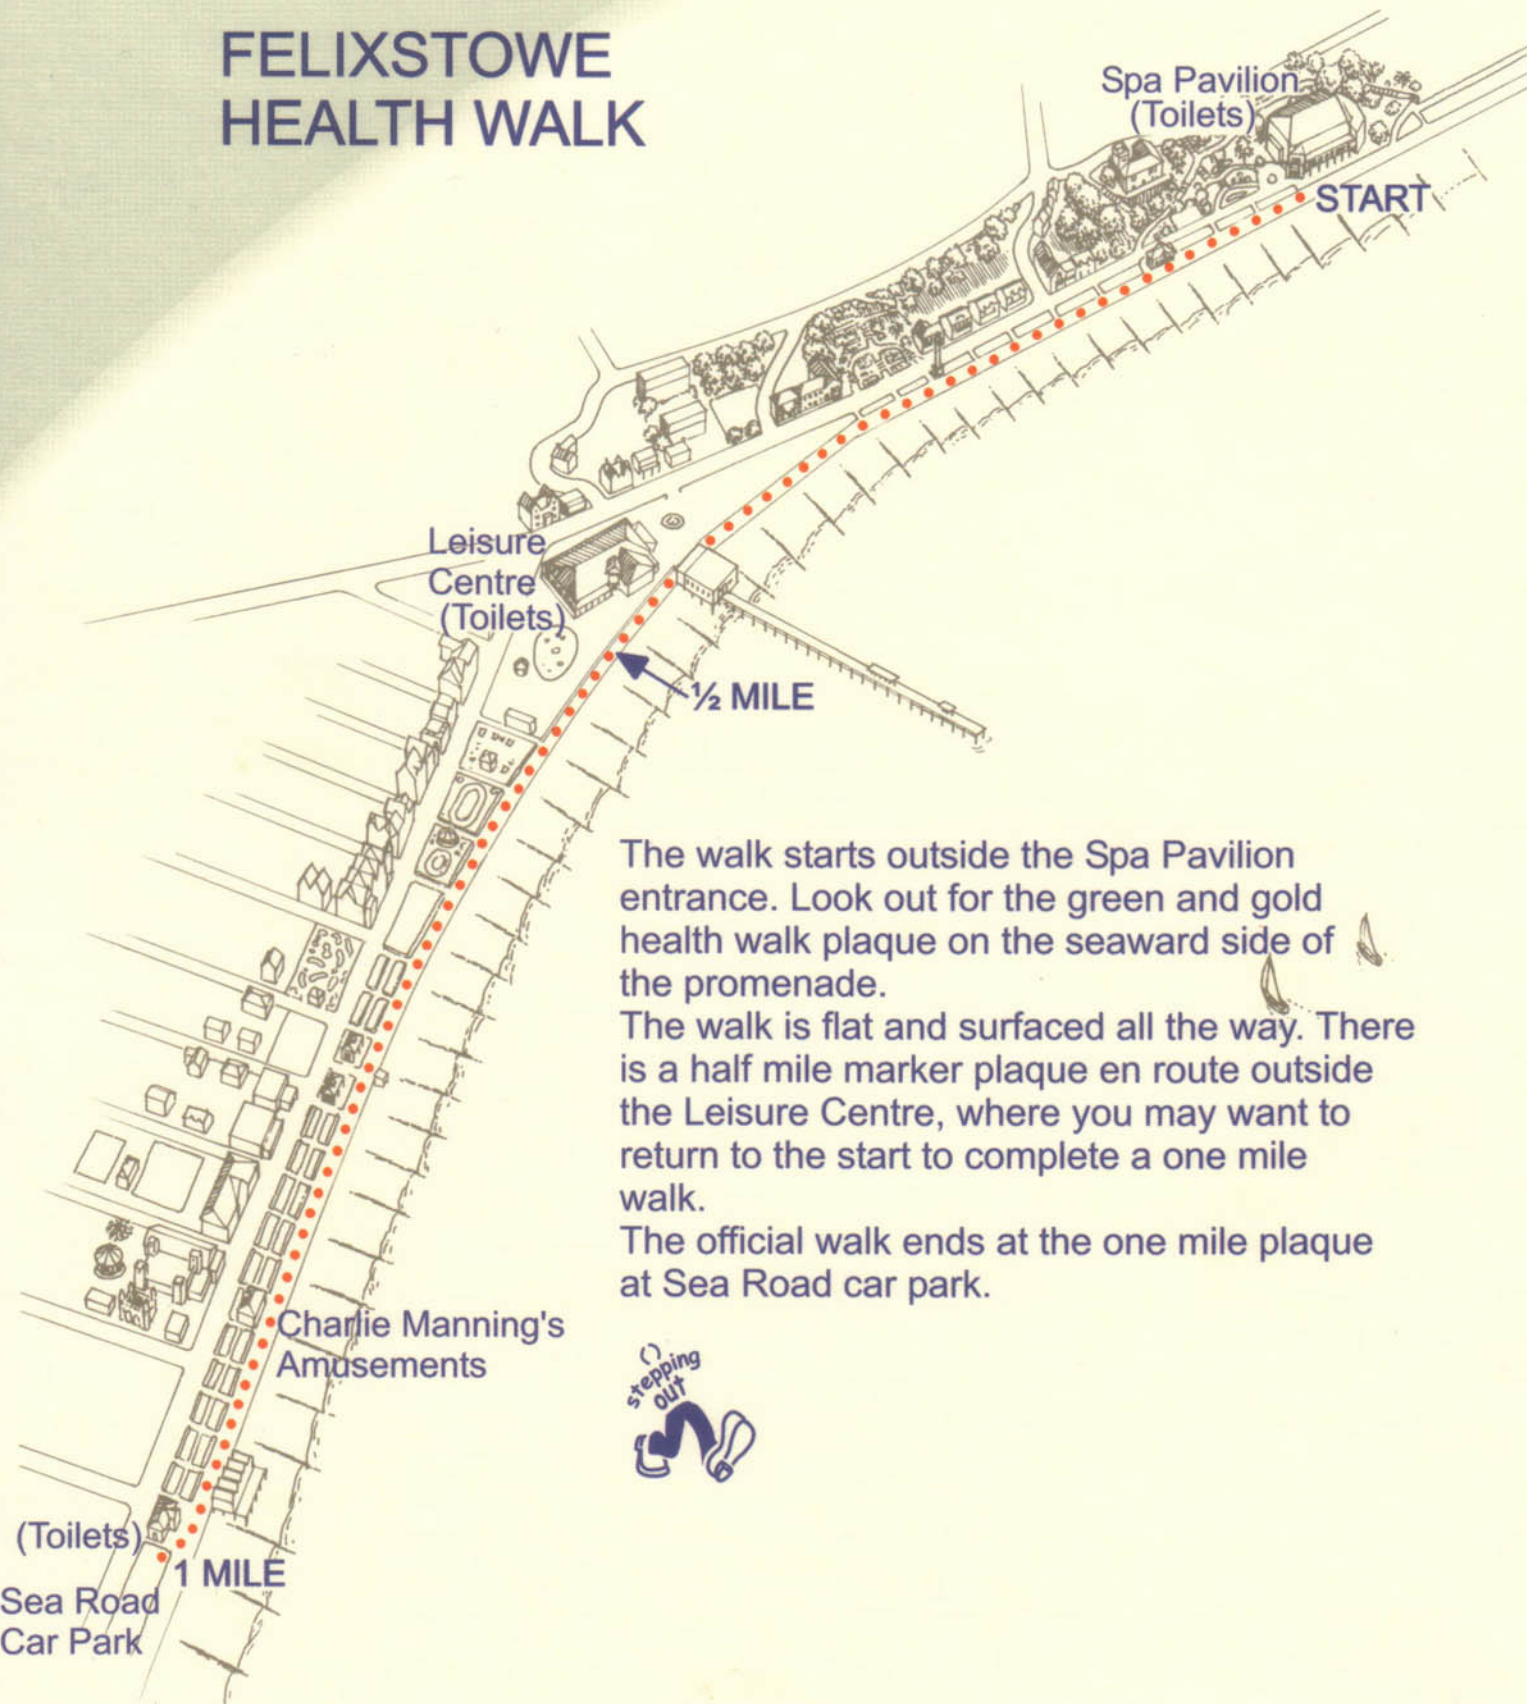 FELIXSTOWE
HEALTH WALK
Spa Pavilion
(Toilets)
START
Leisure
Centre
(Toilets)
½ MILE
The walk starts outside the Spa Pavilion
entrance. Look out for the green and gold
health walk plaque on the seaward side of
the promenade.
The walk is flat and surfaced all the way. There
is a half mile marker plaque en route outside
the Leisure Centre, where you may want to
return to the start to complete a one mile
walk.
The official walk ends at the one mile plaque
at Sea Road car park.
Charlie Manning's
Amusements
stepping
out
(Toilets)
1 MILE
Sea Road
Car Park